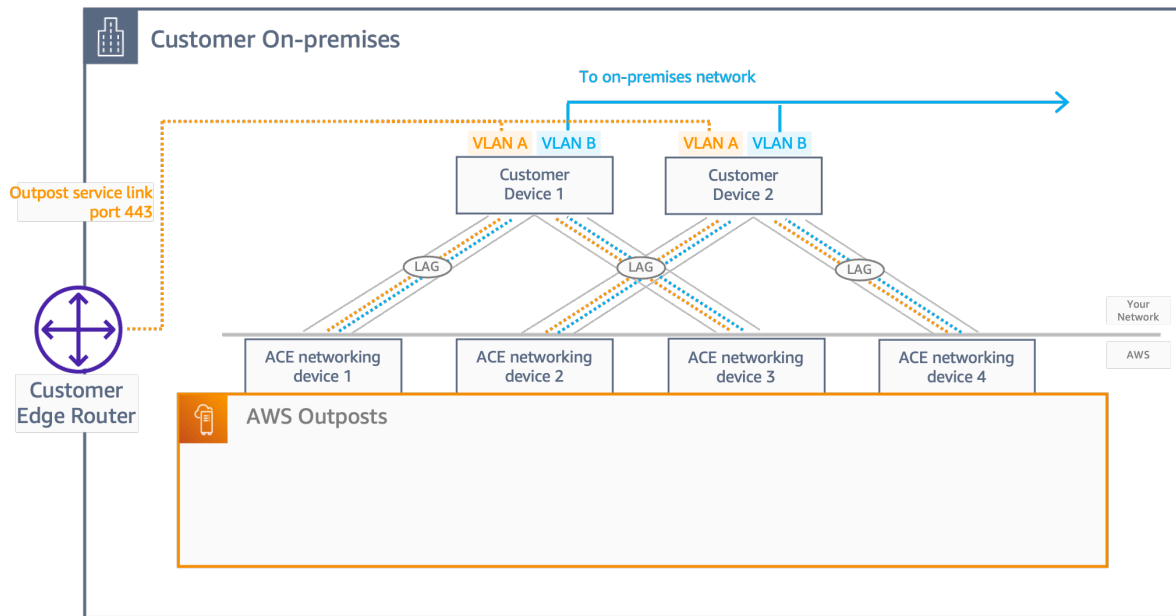 Customer On-premises
To on-premises network
VLAN A
VLAN B
VLAN A
VLAN B
Customer
Device 1
Customer
Device 2
Outpost service link
port 443
LAG
LAG
LAG
Your
Network
AWS
ACE networking
device 1
ACE networking
device 2
ACE networking
device 3
ACE networking
device 4
Customer
Edge Router
AWS Outposts